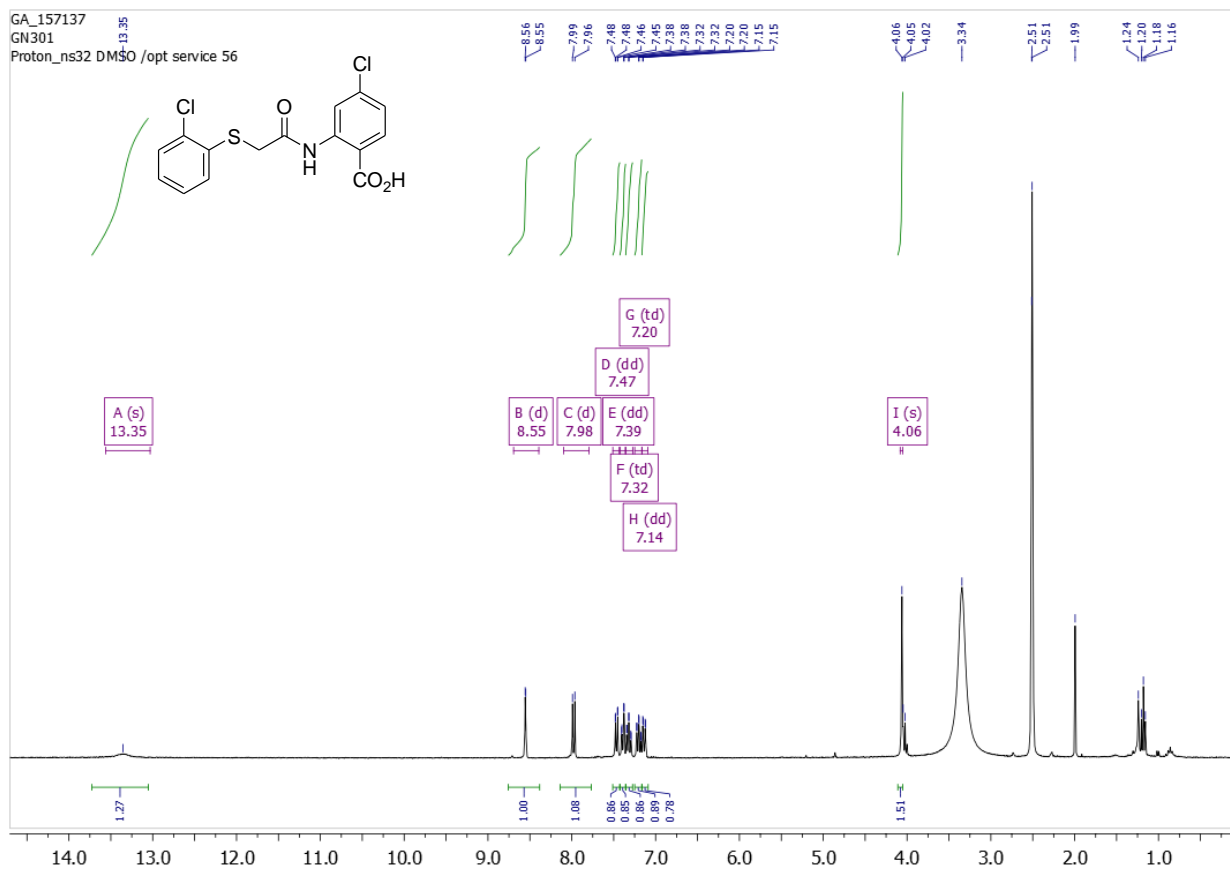 GA_157137
GN301
Proton_ns32 DMSO /opt service 56
13.35
8.56
8.55
7.99
7.96
7.48
7.48
7.46
7.45
7.38
7.38
7.32
7.32
7.20
7.20
7.15
7.15
4.06
4.05
4.02
3.34
2.51
2.51
1.99
1.24
1.20
1.18
1.16
Cl
Cl
S
O
N
H
CO2H
G (td)
7.20
D (dd)
7.47
A (s)
13.35
B (d)
8.55
C (d)
7.98
E (dd)
7.39
I (s)
4.06
F (td)
7.32
H (dd)
7.14
1.27
1.00
1.08
0.86
0.85
0.86
0.89
0.78
1.51
14.0 13.0 12.0 11.0 10.0 9.0 8.0 7.0 6.0 5.0 4.0 3.0 2.0 1.0